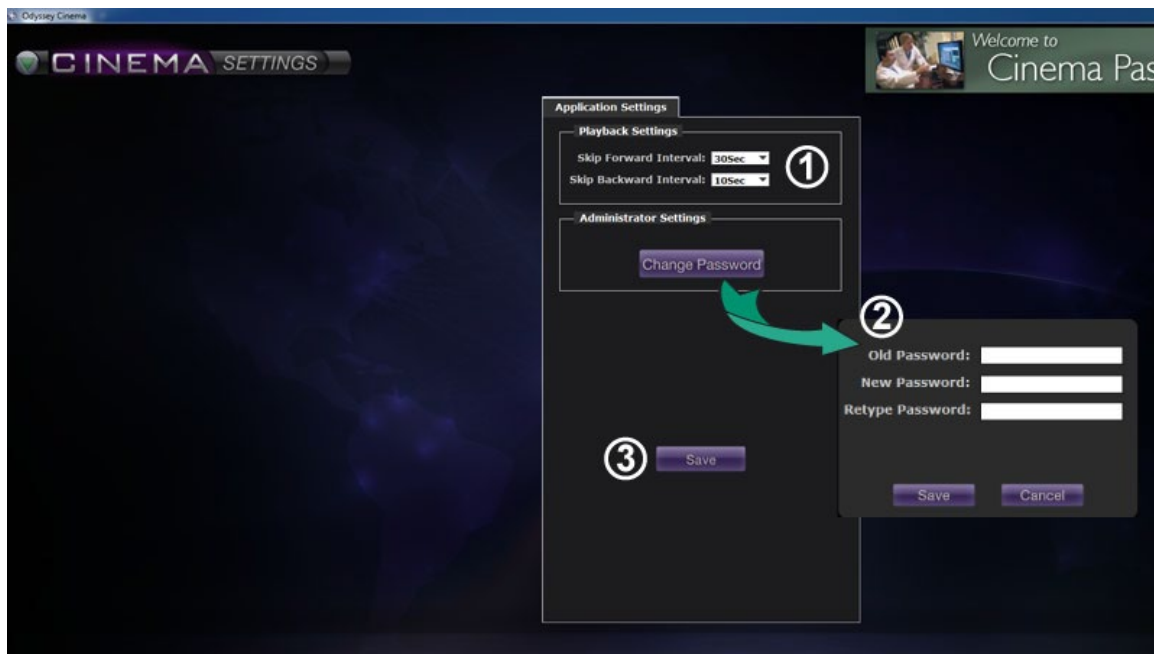 Odyssey Cinema
CINEMA SETTINGS
Welcome to
Cinema Pas
Application Settings
Playback Settings
Skip Forward Interval: 30Sec
Skip Backward Interval: 10Sec
1
Administrator Settings
Change Password
2
Old Password:
New Password:
Retype Password:
3 Save
Save Cancel